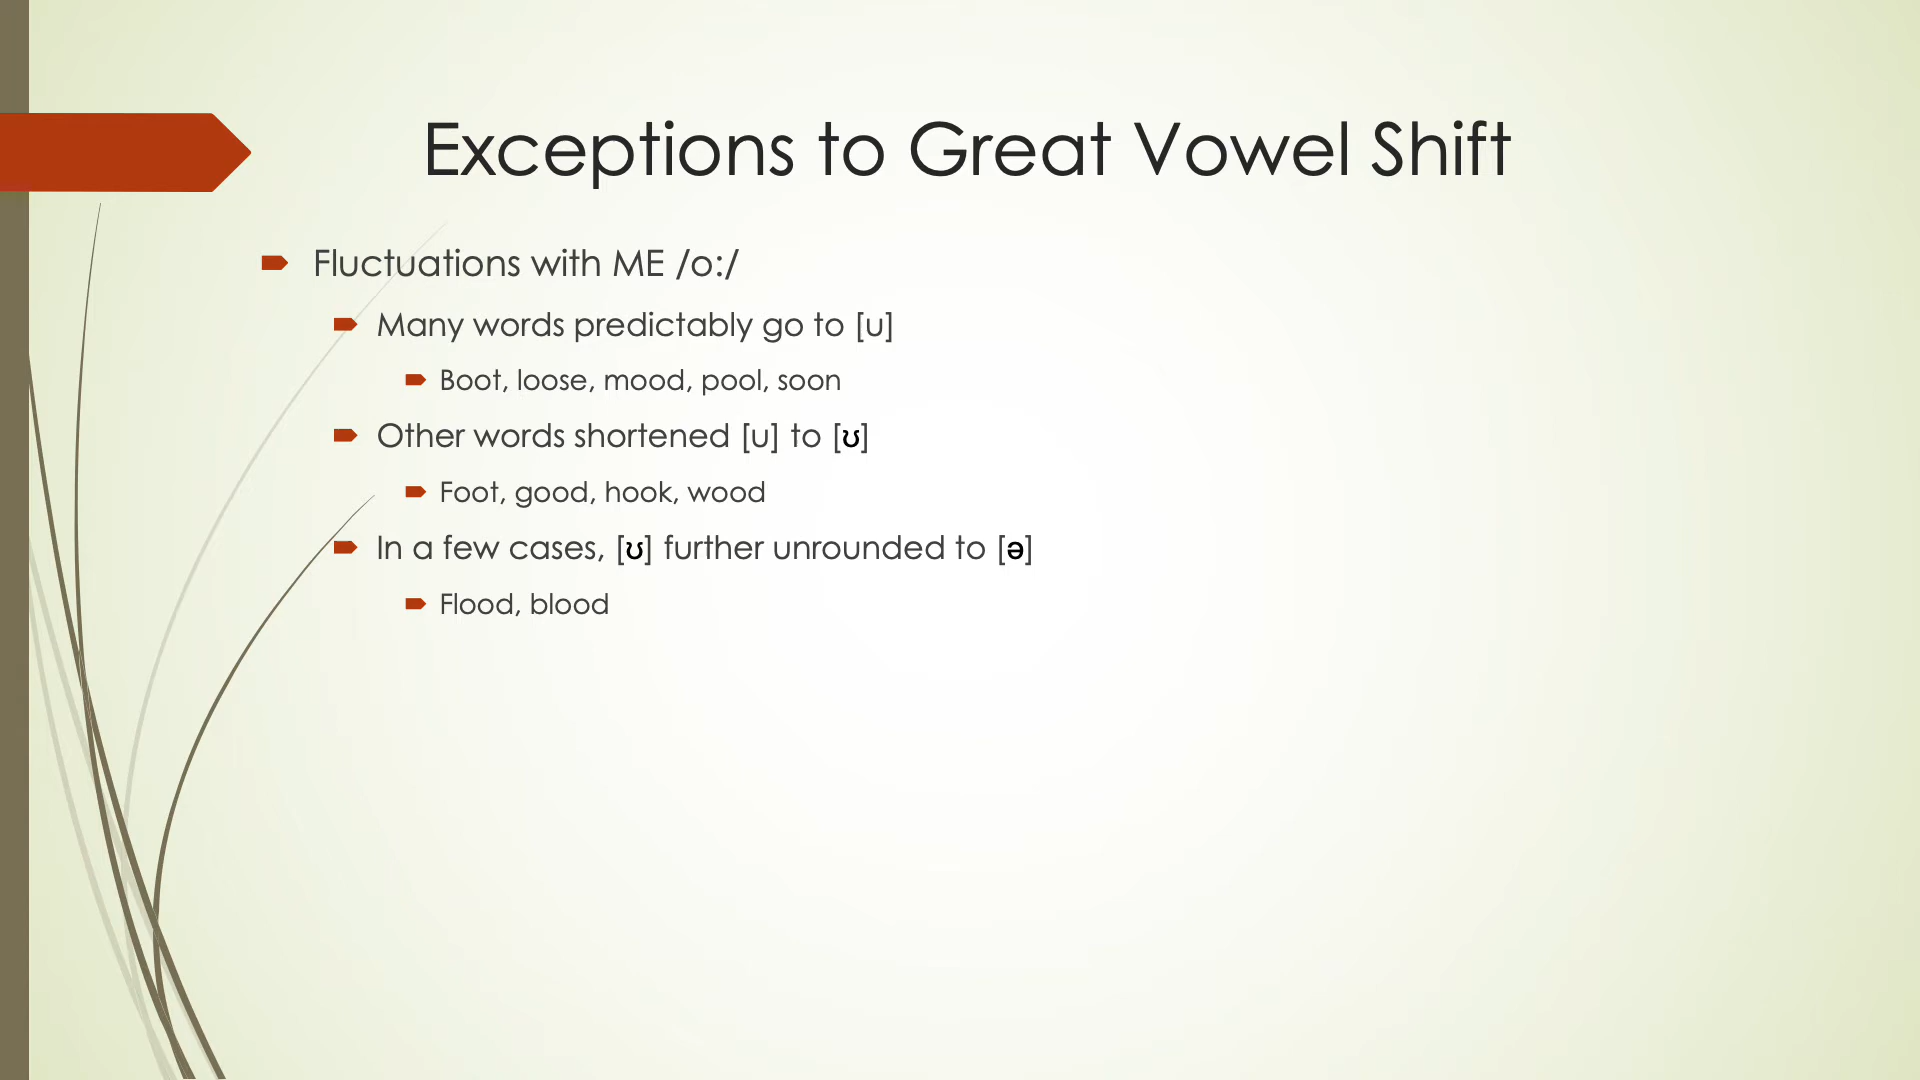 Exceptions to Great Vowel Shift
Fluctuations with ME /o:/
Many words predictably go to [u]
Boot, loose, mood, pool, soon
Other words shortened [u] to [ʊ]
Foot, good, hook, wood
In a few cases, [ʊ] further unrounded to [ə]
Flood, blood